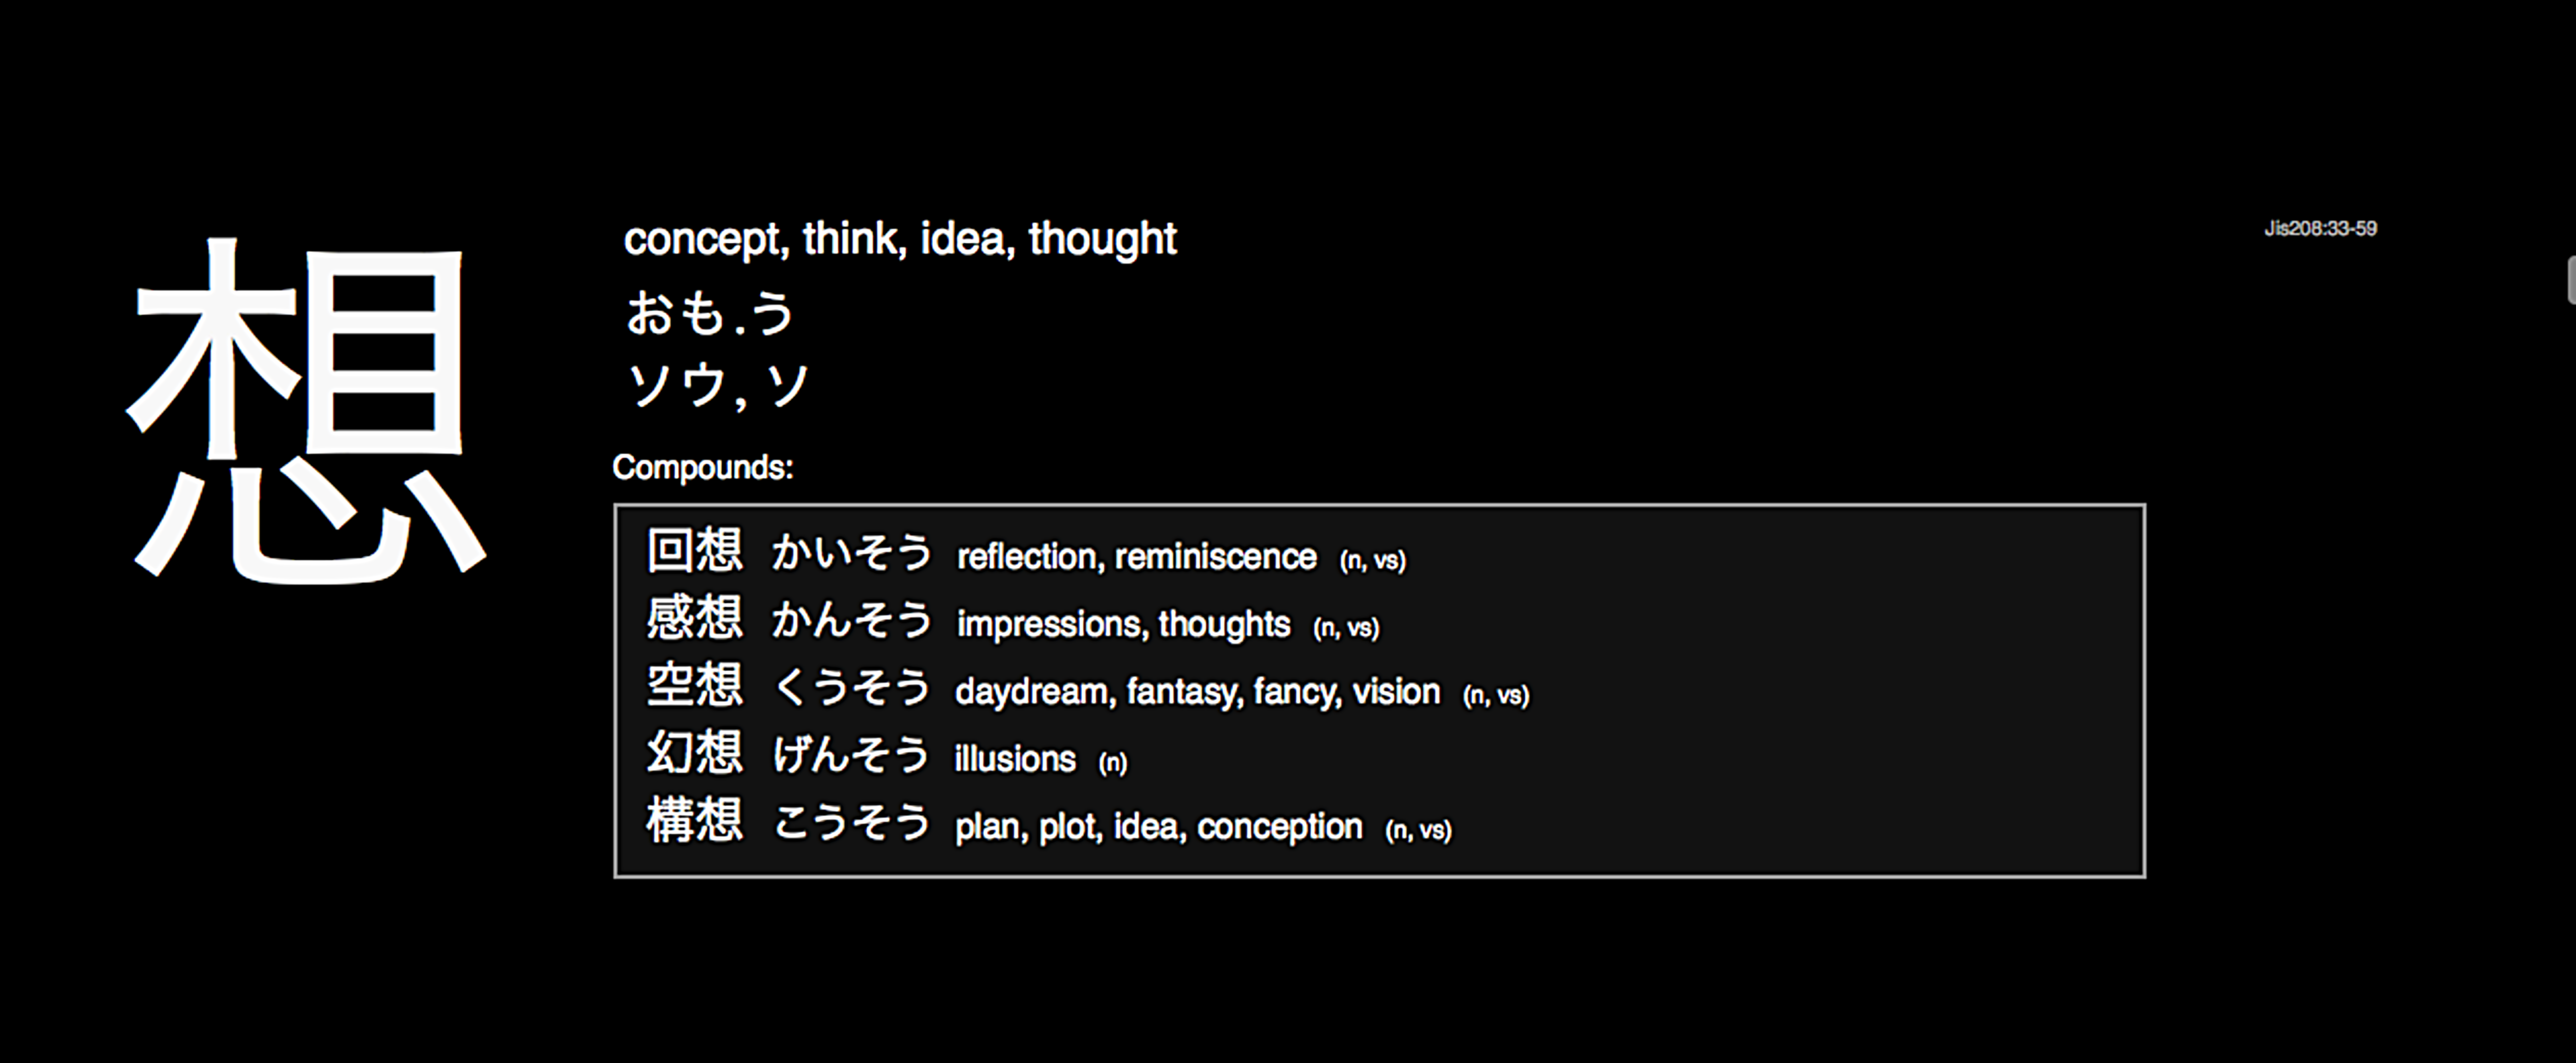 想
concept, think, idea, thought
Jis208:33-59
おも.う
ソウ, ソ
Compounds:
回想 かいそう reflection, reminiscence (n, vs)
感想 かんそう impressions, thoughts (n, vs)
空想 くうそう daydream, fantasy, fancy, vision (n, vs)
幻想 げんそう illusions (n)
構想 こうそう plan, plot, idea, conception (n, vs)